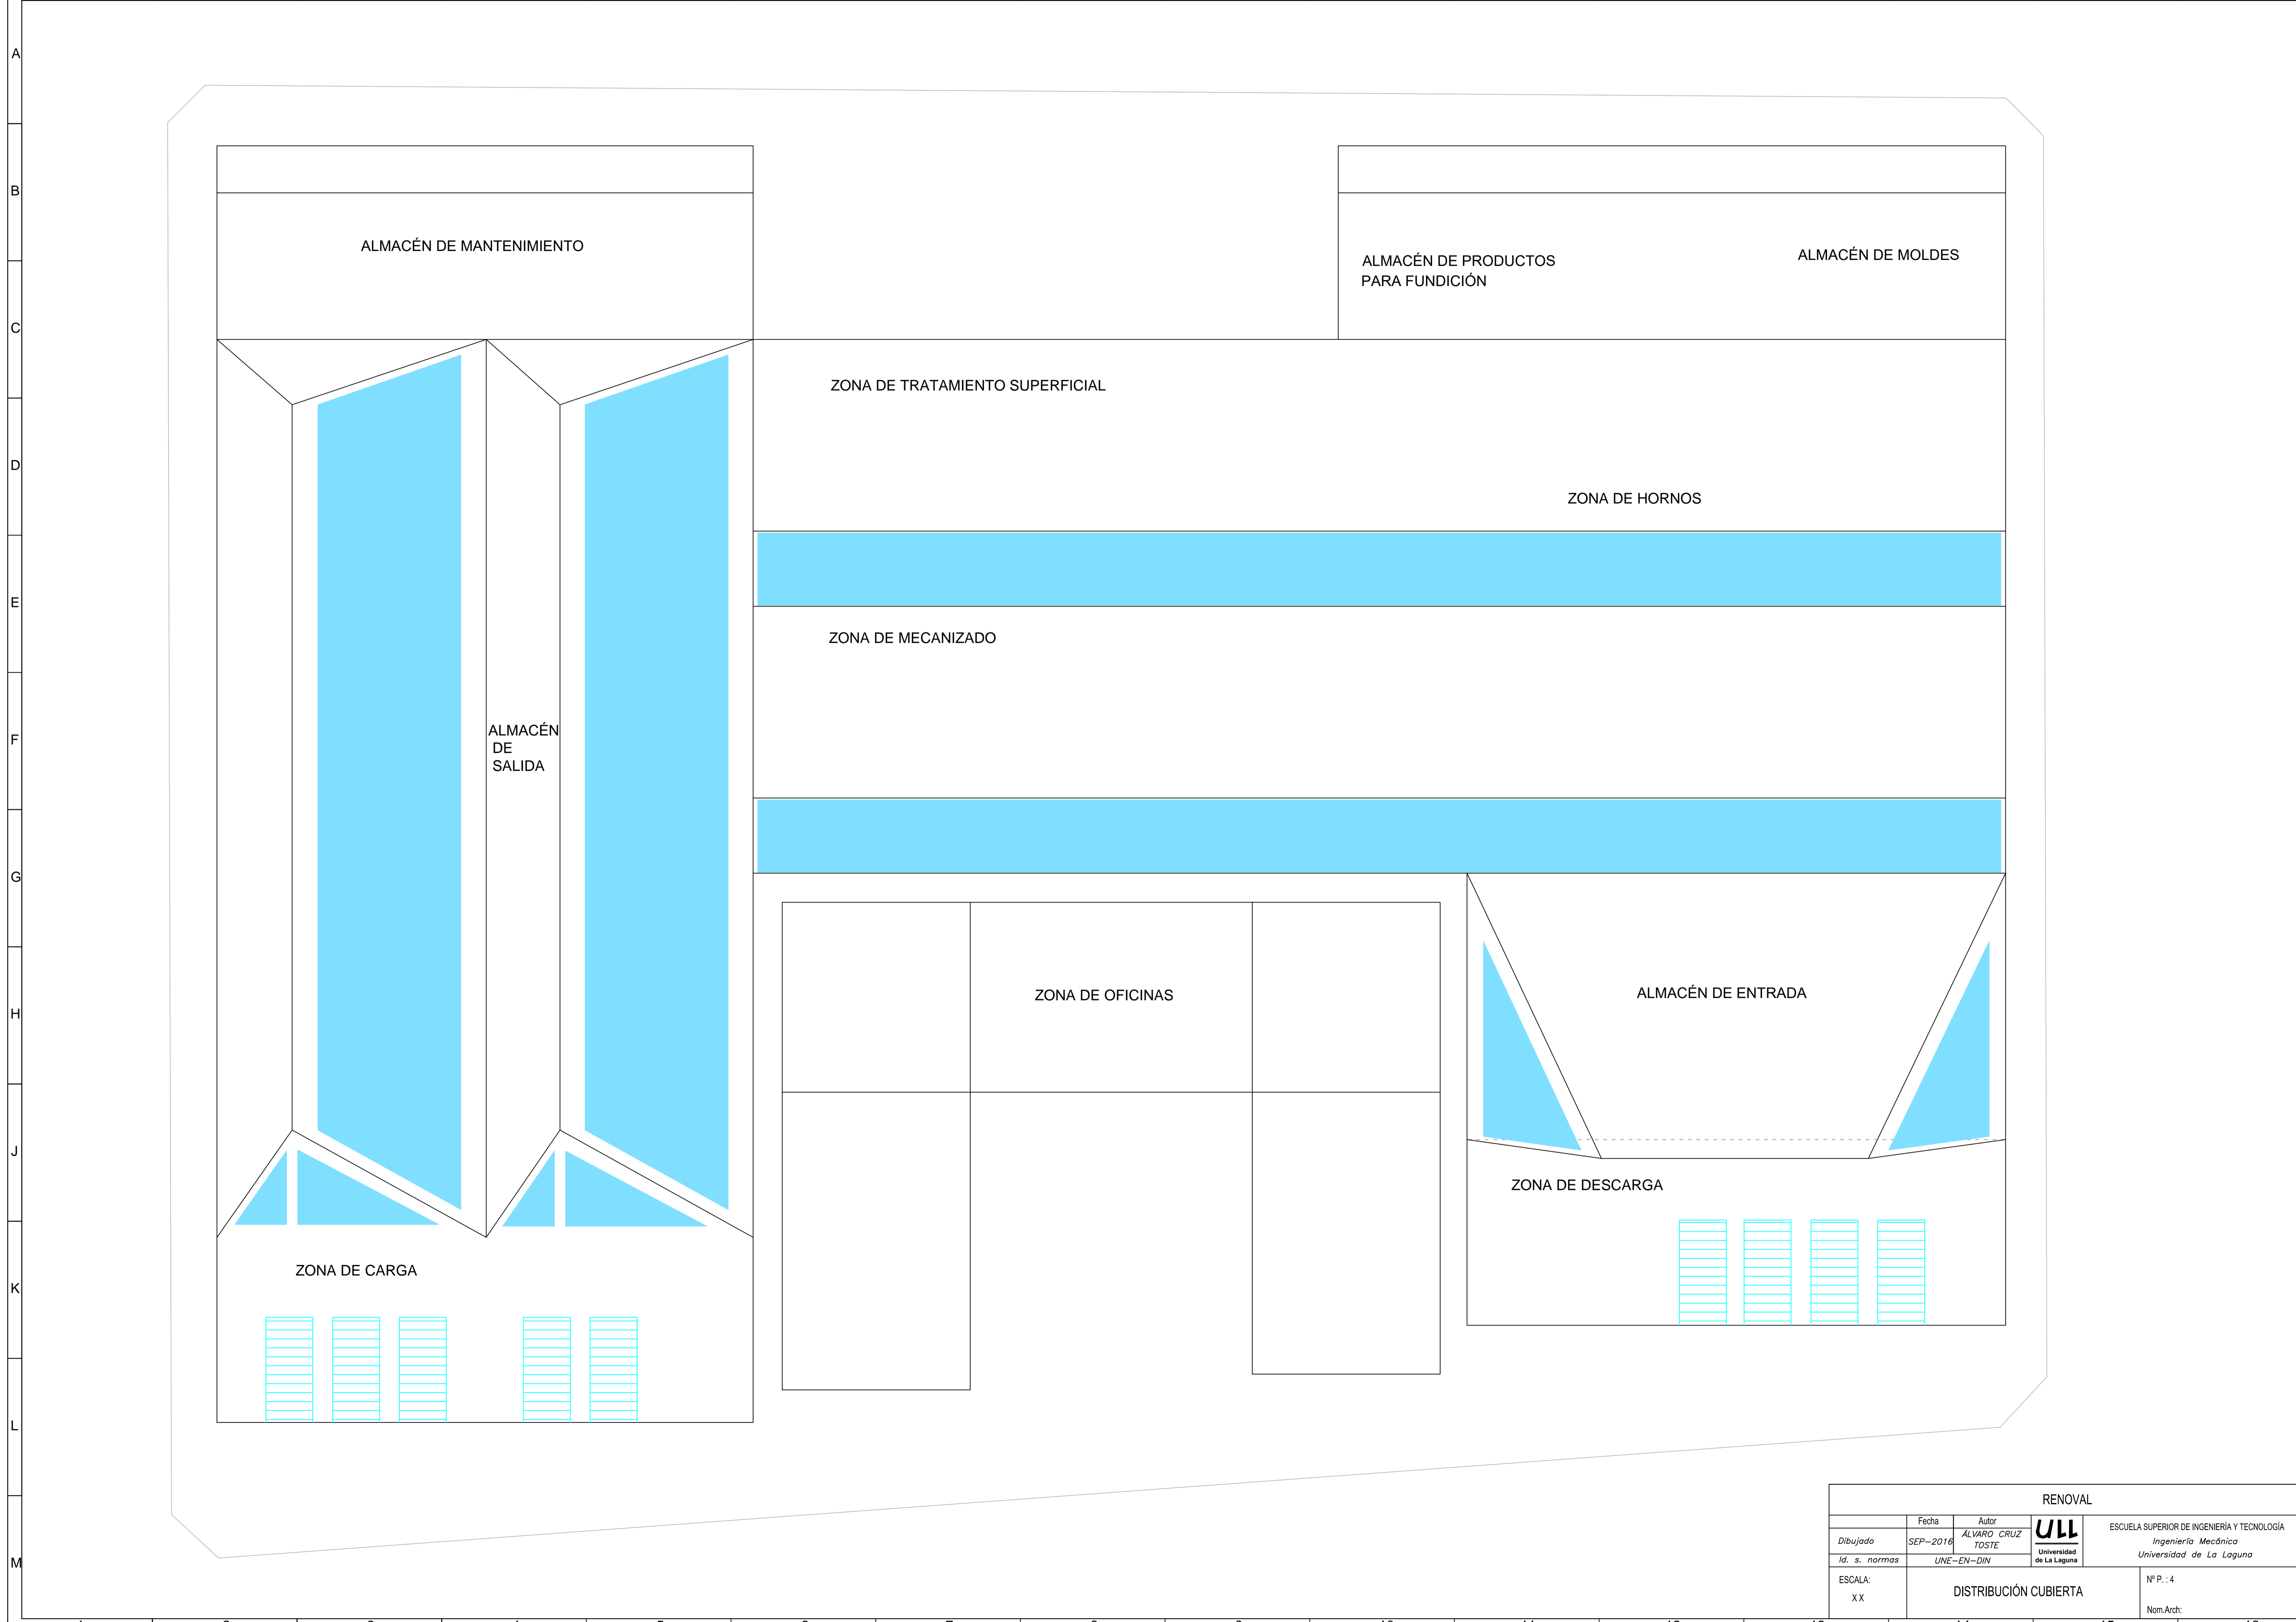 A
B
C
D
E
F
G
H
J
K
L
M
ALMACÉN DE MANTENIMIENTO
ALMACÉN DE PRODUCTOS
PARA FUNDICIÓN
ALMACÉN DE MOLDES
ZONA DE TRATAMIENTO SUPERFICIAL
ZONA DE HORNOS
ZONA DE MECANIZADO
ALMACÉN
DE
SALIDA
ZONA DE OFICINAS
ALMACÉN DE ENTRADA
ZONA DE DESCARGA
ZONA DE CARGA
RENOVAL
Fecha Autor
Dibujado SEP-2016 ÁLVARO CRUZ
TOSTE
Id. s. normas UNE-EN-DIN
ULL
Universidad
de La Laguna
ESCUELA SUPERIOR DE INGENIERÍA Y TECNOLOGÍA
Ingeniería Mecánica
Universidad de La Laguna
ESCALA:
X X
DISTRIBUCIÓN CUBIERTA
Nº P. : 4
Nom.Arch: